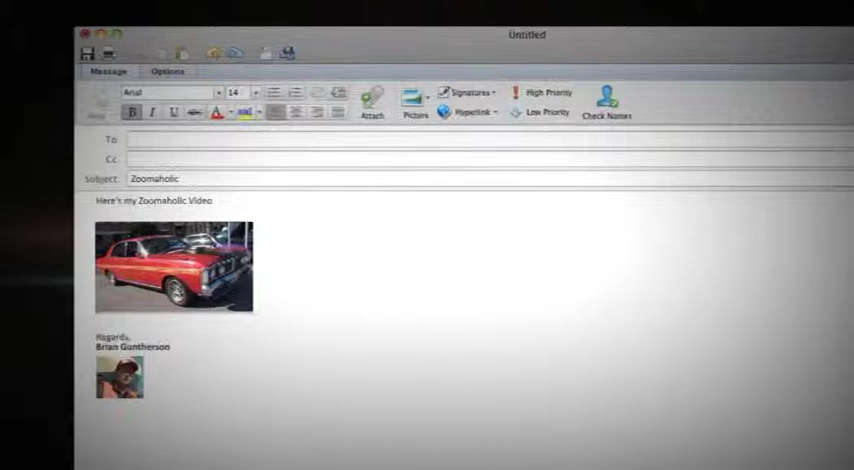 Untitled
Message Options
Arial 14 Signatures High Priority
B I U A Attach Picture Hyperlink Low Priority Check Names
To
Cc
Subject: Zoomaholic
Here's my Zoomaholic Video
Regards,
Brian Guntherson